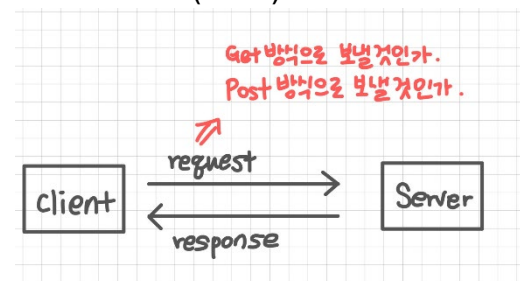 Get 방식으로 보낼것인가.
Post 방식으로 보낼것인가.
request
client
Server
response